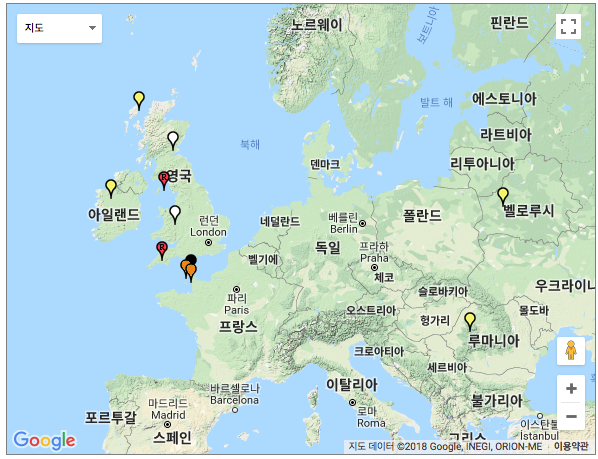 지도
노르웨이
핀란드
보트니아
에스토니아
발트 해
북해
라트비아
덴마크
리투아니아
영국
아일랜드
벨로루시
런던
London
네덜란드
베를린
Berlin
폴란드
독일
벨기에
프라하
Praha
체코
우크라이나
파리
Paris
슬로바키아
프랑스
오스트리아
헝가리
몰도바
루마니아
크로아티아
세르비아
바르셀로나
Barcelona
이탈리아
불가리아
포르투갈
마드리드
Madrid
로마
Roma
이스탄불
İstanbul
스페인
그리스
Google
지도 데이터 ©2018 Google, INEGI, ORION-ME
이용약관